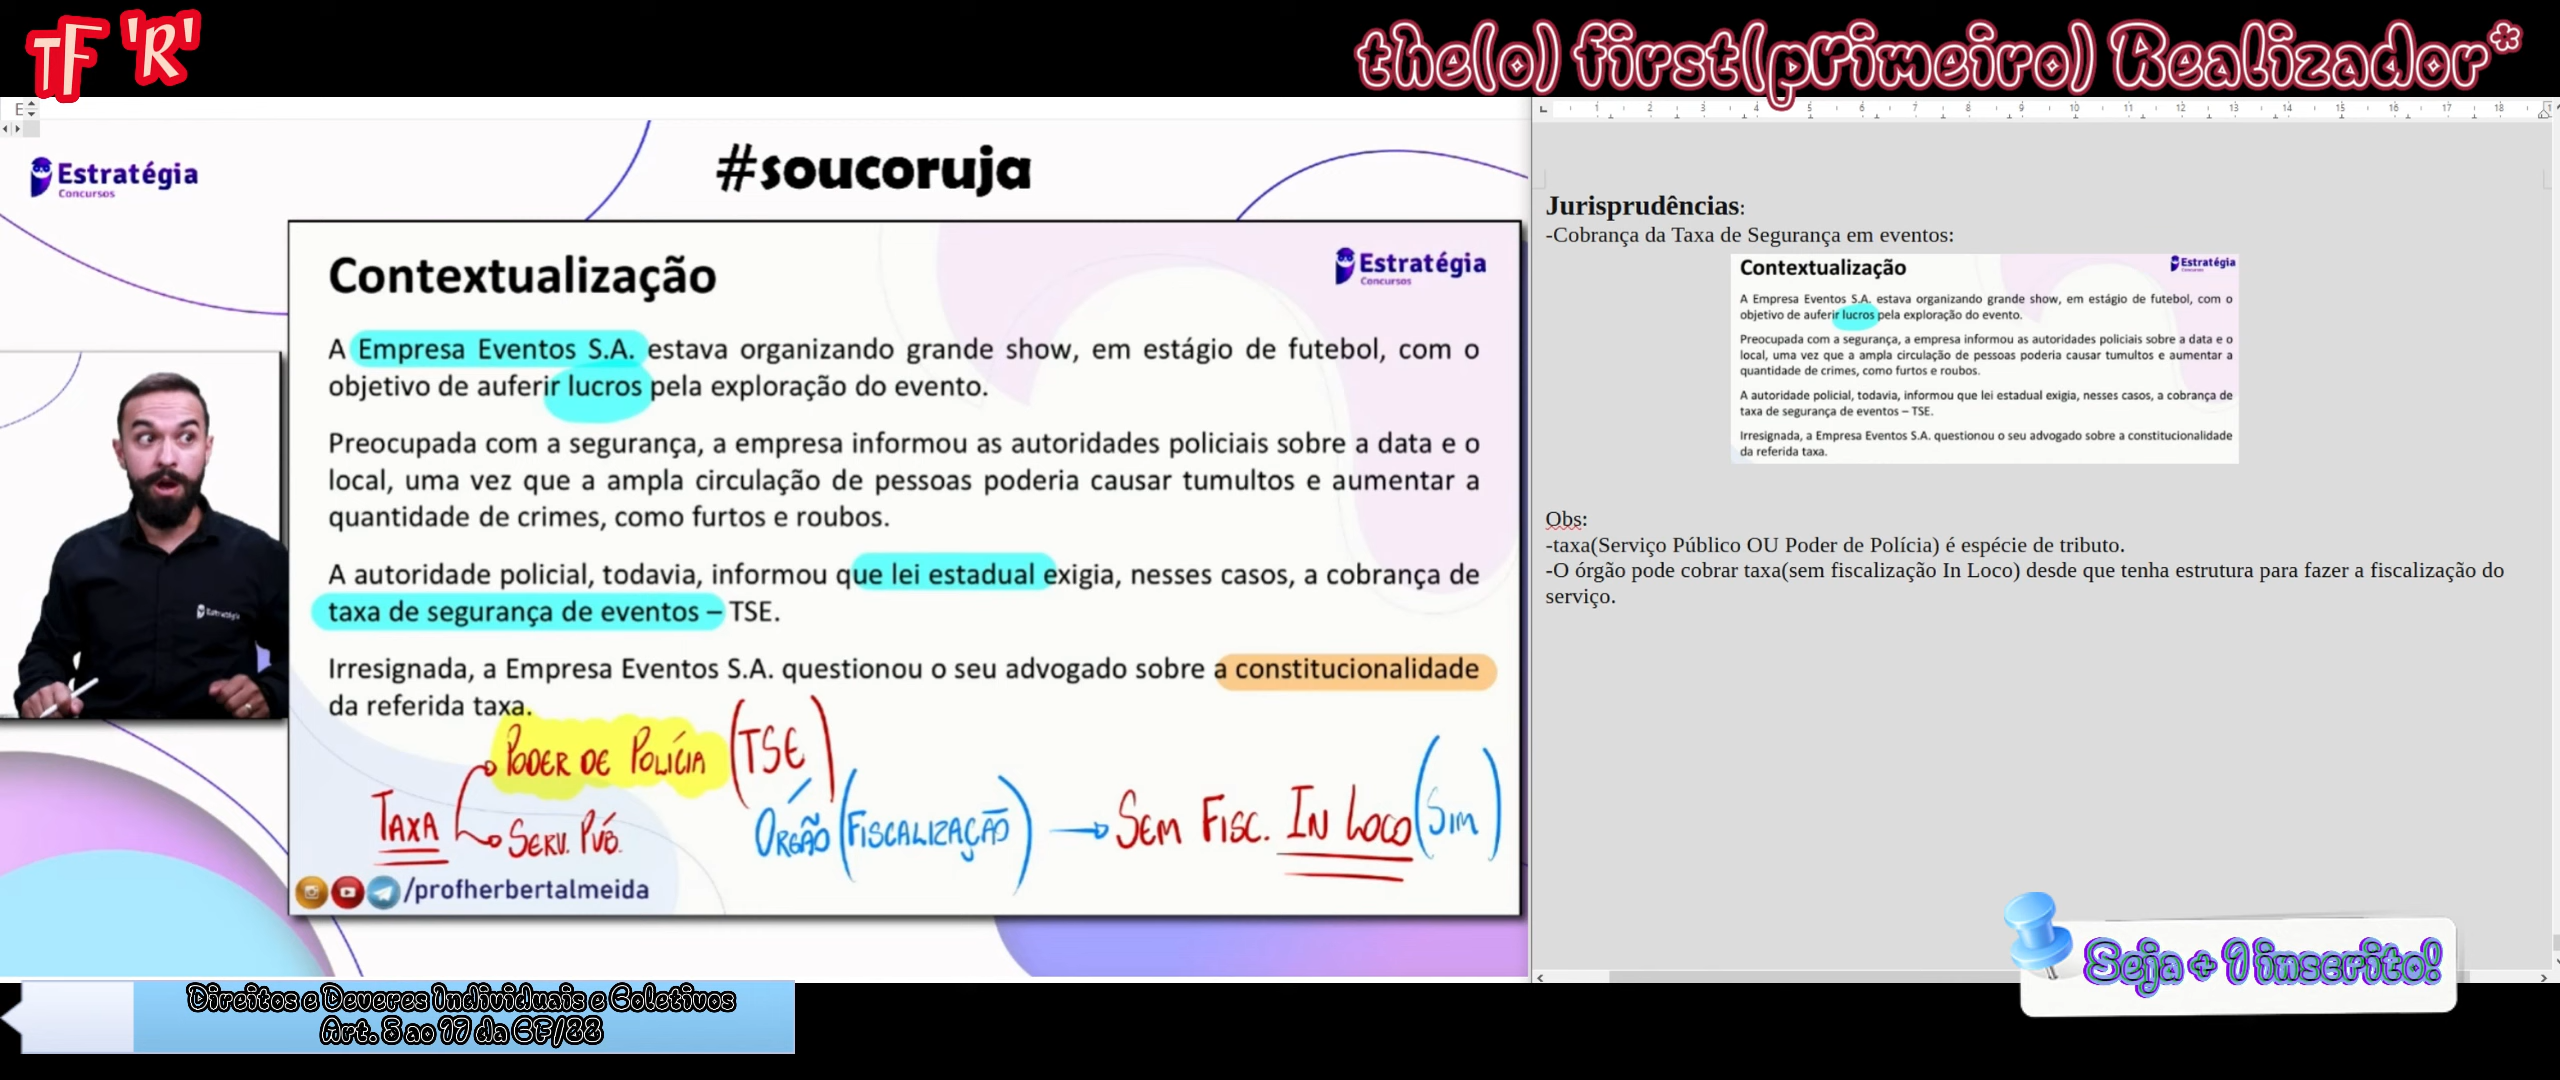 TF 'R'
the(o) first(primeiro) Realizador*
Estratégia
Concursos
#soucoruja
Contextualização
Estratégia
Concursos
A Empresa Eventos S.A. estava organizando grande show, em estágio de futebol, com o
objetivo de auferir lucros pela exploração do evento.
Preocupada com a segurança, a empresa informou as autoridades policiais sobre a data e o
local, uma vez que a ampla circulação de pessoas poderia causar tumultos e aumentar a
quantidade de crimes, como furtos e roubos.
A autoridade policial, todavia, informou que lei estadual exigia, nesses casos, a cobrança de
taxa de segurança de eventos – TSE.
Irresignada, a Empresa Eventos S.A. questionou o seu advogado sobre a constitucionalidade
da referida taxa.
PODER DE POLÍCIA (TSE)
TAXA
SERV. PÚB.
ÓRGÃO (FISCALIZAÇÃO) → SEM FISC. IN LOCO (SIM)
/profherbertalmeida
Jurisprudências:
-Cobrança da Taxa de Segurança em eventos:
Contextualização
Estratégia
A Empresa Eventos S.A. estava organizando grande show, em estágio de futebol, com o
objetivo de auferir lucros pela exploração do evento.
Preocupada com a segurança, a empresa informou as autoridades policiais sobre a data e o
local, uma vez que a ampla circulação de pessoas poderia causar tumultos e aumentar a
quantidade de crimes, como furtos e roubos.
A autoridade policial, todavia, informou que lei estadual exigia, nesses casos, a cobrança de
taxa de segurança de eventos – TSE.
Irresignada, a Empresa Eventos S.A. questionou o seu advogado sobre a constitucionalidade
da referida taxa.
Obs:
-taxa(Serviço Público OU Poder de Polícia) é espécie de tributo.
-O órgão pode cobrar taxa(sem fiscalização In Loco) desde que tenha estrutura para fazer a fiscalização do
serviço.
Seja + 1 inscrito!
Direitos e Deveres Individuais e Coletivos
Art. 5 ao 17 da CF/88